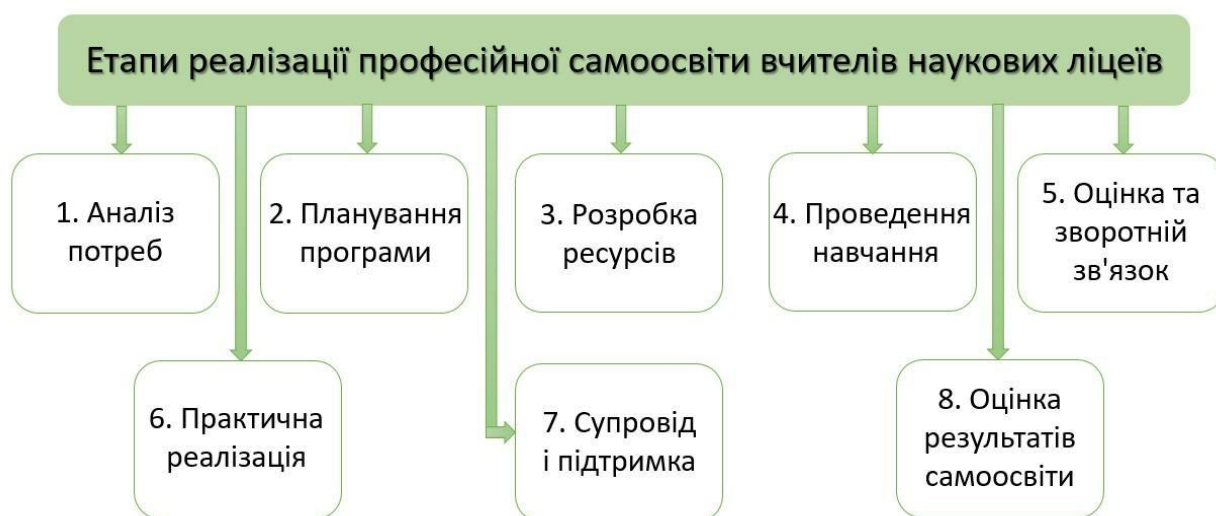 Етапи реалізації професійної самоосвіти вчителів наукових ліцеїв
1. Аналіз
потреб
2. Планування
програми
3. Розробка
ресурсів
4. Проведення
навчання
5. Оцінка та
зворотній
зв'язок
6. Практична
реалізація
7. Супровід
і підтримка
8. Оцінка
результатів
самоосвіти